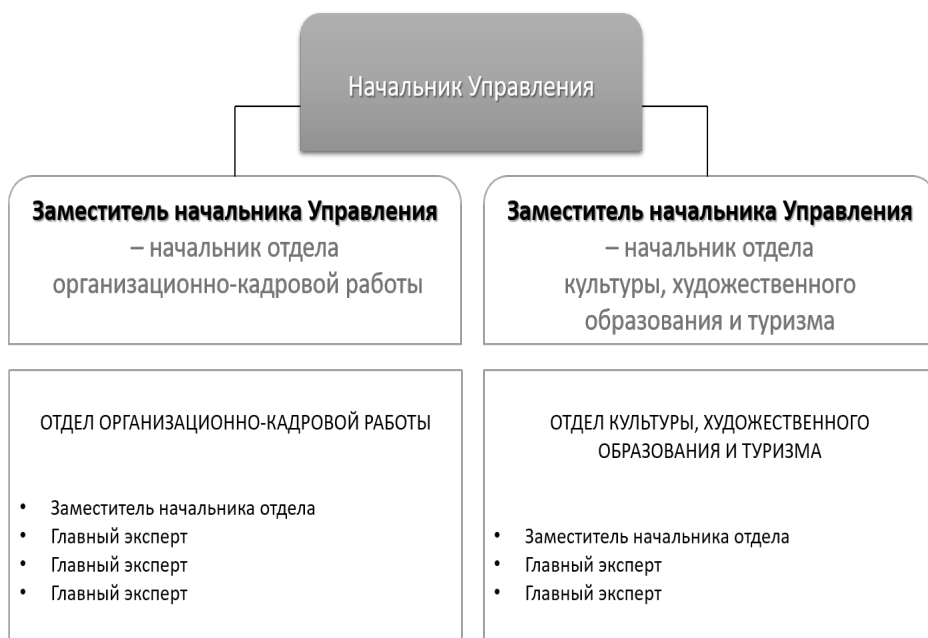 Начальник Управления
Заместитель начальника Управления
– начальник отдела
организационно-кадровой работы
Заместитель начальника Управления
– начальник отдела
культуры, художественного
образования и туризма
ОТДЕЛ ОРГАНИЗАЦИОННО-КАДРОВОЙ РАБОТЫ
• Заместитель начальника отдела
• Главный эксперт
• Главный эксперт
• Главный эксперт
ОТДЕЛ КУЛЬТУРЫ, ХУДОЖЕСТВЕННОГО
ОБРАЗОВАНИЯ И ТУРИЗМА
• Заместитель начальника отдела
• Главный эксперт
• Главный эксперт